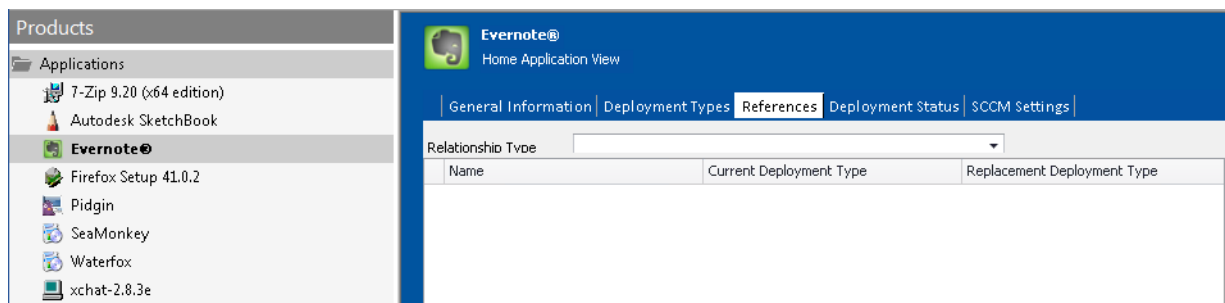 Products
Applications
7-Zip 9.20 (x64 edition)
Autodesk SketchBook
Evernote®
Firefox Setup 41.0.2
Pidgin
SeaMonkey
Waterfox
xchat-2.8.3e
Evernote®
Home Application View
General Information Deployment Types References Deployment Status SCCM Settings
Relationship Type
Name Current Deployment Type Replacement Deployment Type